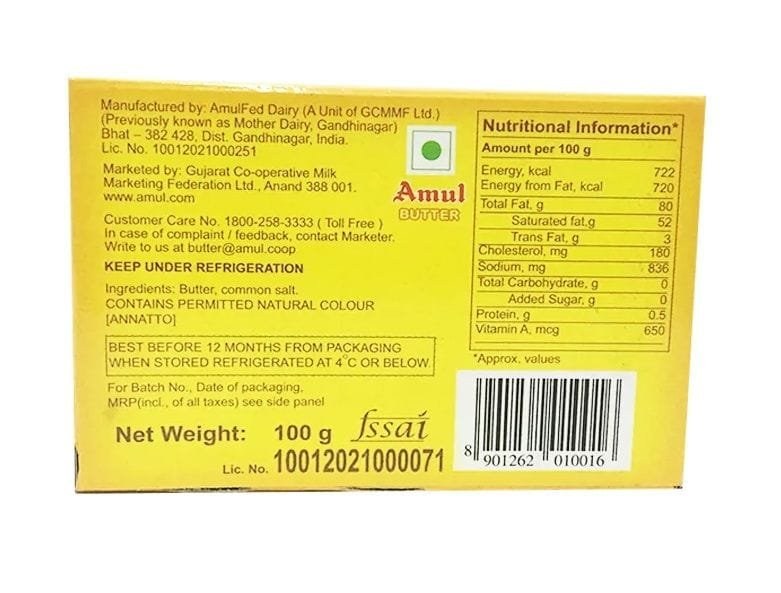 Manufactured by: AmulFed Dairy (A Unit of GCMMF Ltd.)
(Previously known as Mother Dairy, Gandhinagar)
Bhat – 382 428, Dist. Gandhinagar, India.
Lic. No. 10012021000251
Marketed by: Gujarat Co-operative Milk
Marketing Federation Ltd., Anand 388 001.
www.amul.com
Customer Care No. 1800-258-3333 ( Toll Free )
In case of complaint / feedback, contact Marketer.
Write to us at butter@amul.coop
KEEP UNDER REFRIGERATION
Ingredients: Butter, common salt.
CONTAINS PERMITTED NATURAL COLOUR
[ANNATTO]
BEST BEFORE 12 MONTHS FROM PACKAGING
WHEN STORED REFRIGERATED AT 4°C OR BELOW.
For Batch No., Date of packaging,
MRP(incl., of all taxes) see side panel
Net Weight: 100 g fssai
Lic. No. 10012021000071
Amul
BUTTER
Nutritional Information*
Amount per 100 g
Energy, kcal 722
Energy from Fat, kcal 720
Total Fat, g 80
Saturated fat,g 52
Trans Fat, g 3
Cholesterol, mg 180
Sodium, mg 836
Total Carbohydrate, g 0
Added Sugar, g 0
Protein, g 0.5
Vitamin A, mcg 650
*Approx. values
8 901262 010016